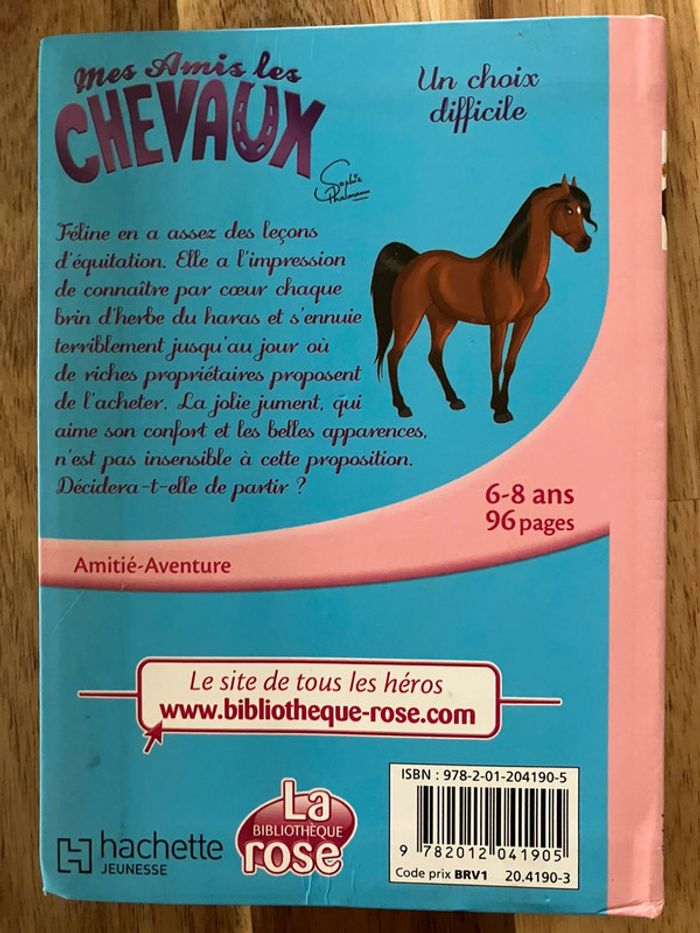 Mes Amis les
CHEVAUX
Sophie
Thalmann
Un choix
difficile
Féline en a assez des leçons
d'équitation. Elle a l'impression
de connaître par cœur chaque
brin d'herbe du haras et s'ennuie
terriblement jusqu'au jour où
de riches propriétaires proposent
de l'acheter. La jolie jument, qui
aime son confort et les belles apparences,
n'est pas insensible à cette proposition.
Décidera-t-elle de partir ?
6-8 ans
96 pages
Amitié-Aventure
Le site de tous les héros
www.bibliotheque-rose.com
hachette
JEUNESSE
La
BIBLIOTHÈQUE
rose
ISBN : 978-2-01-204190-5
9 782012 041905
Code prix BRV1 20.4190-3